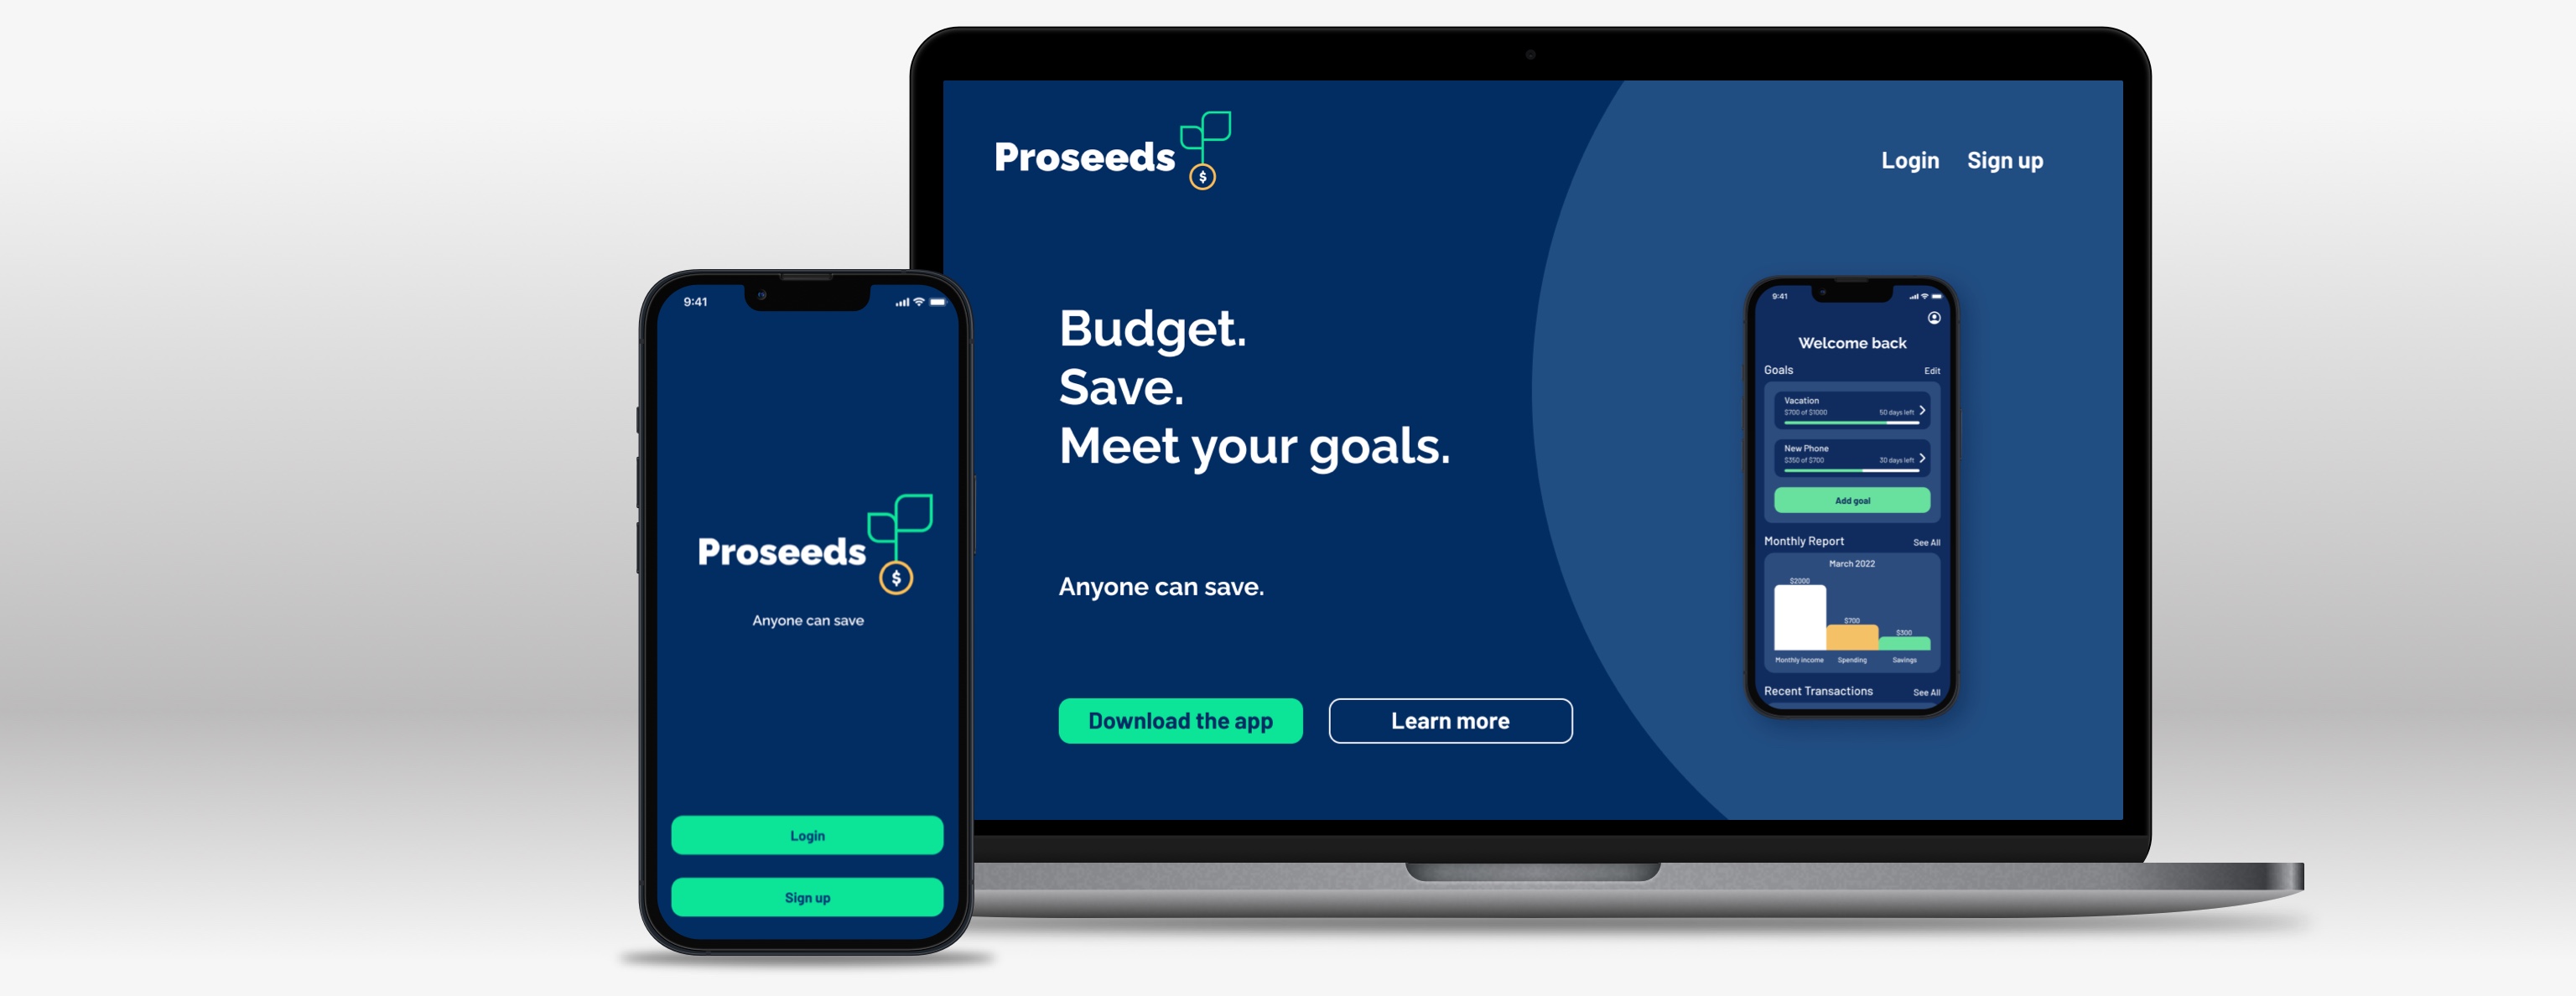 9:41
Proseeds
$
Anyone can save
Login
Sign up
Proseeds
$
Login Sign up
Budget.
Save.
Meet your goals.
Anyone can save.
Download the app Learn more
9:41
Welcome back
Goals Edit
Vacation
$700 of $1000 50 days left
New Phone
$350 of $700 30 days left
Add goal
Monthly Report See All
March 2022
$2000
$700
$300
Monthly income Spending Savings
Recent Transactions See All